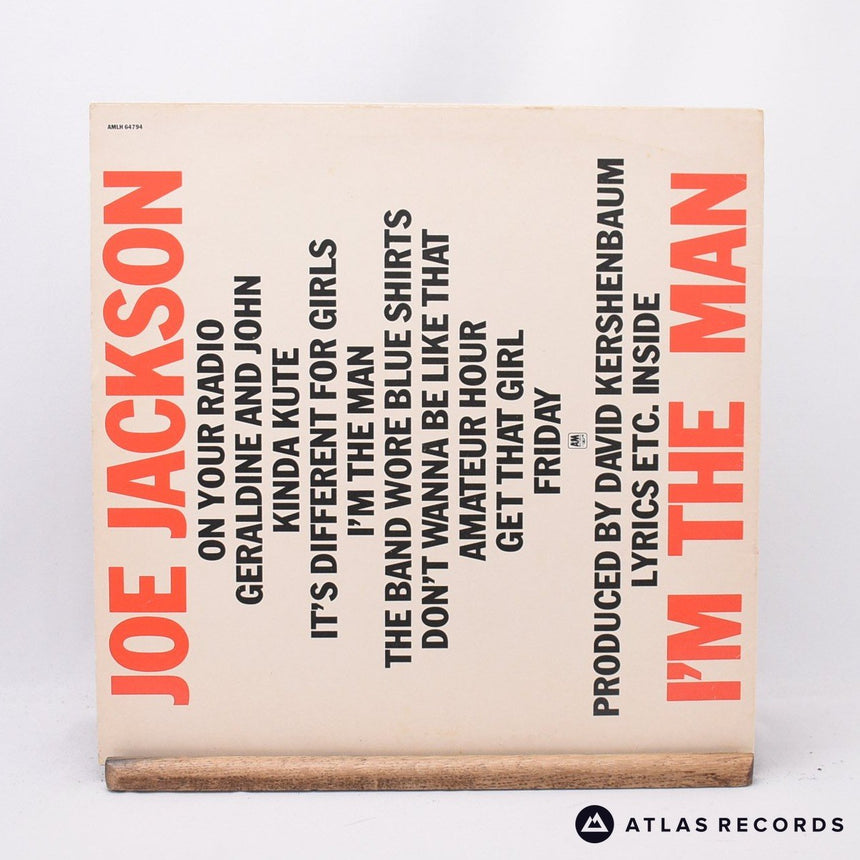 AMLH 64794
JOE JACKSON
ON YOUR RADIO
GERALDINE AND JOHN
KINDA KUTE
IT'S DIFFERENT FOR GIRLS
I'M THE MAN
THE BAND WORE BLUE SHIRTS
DON'T WANNA BE LIKE THAT
AMATEUR HOUR
GET THAT GIRL
FRIDAY
AM
PRODUCED BY DAVID KERSHENBAUM
LYRICS ETC. INSIDE
I'M THE MAN
ATLAS RECORDS